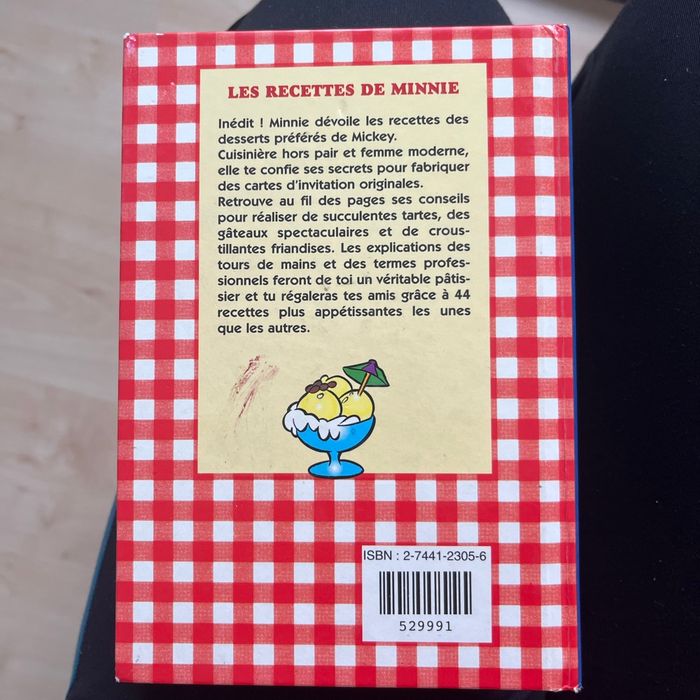 LES RECETTES DE MINNIE
Inédit ! Minnie dévoile les recettes des
desserts préférés de Mickey.
Cuisinière hors pair et femme moderne,
elle te confie ses secrets pour fabriquer
des cartes d'invitation originales.
Retrouve au fil des pages ses conseils
pour réaliser de succulentes tartes, des
gâteaux spectaculaires et de crous-
tillantes friandises. Les explications des
tours de mains et des termes profes-
sionnels feront de toi un véritable pâtis-
sier et tu régaleras tes amis grâce à 44
recettes plus appétissantes les unes
que les autres.
ISBN : 2-7441-2305-6
529991